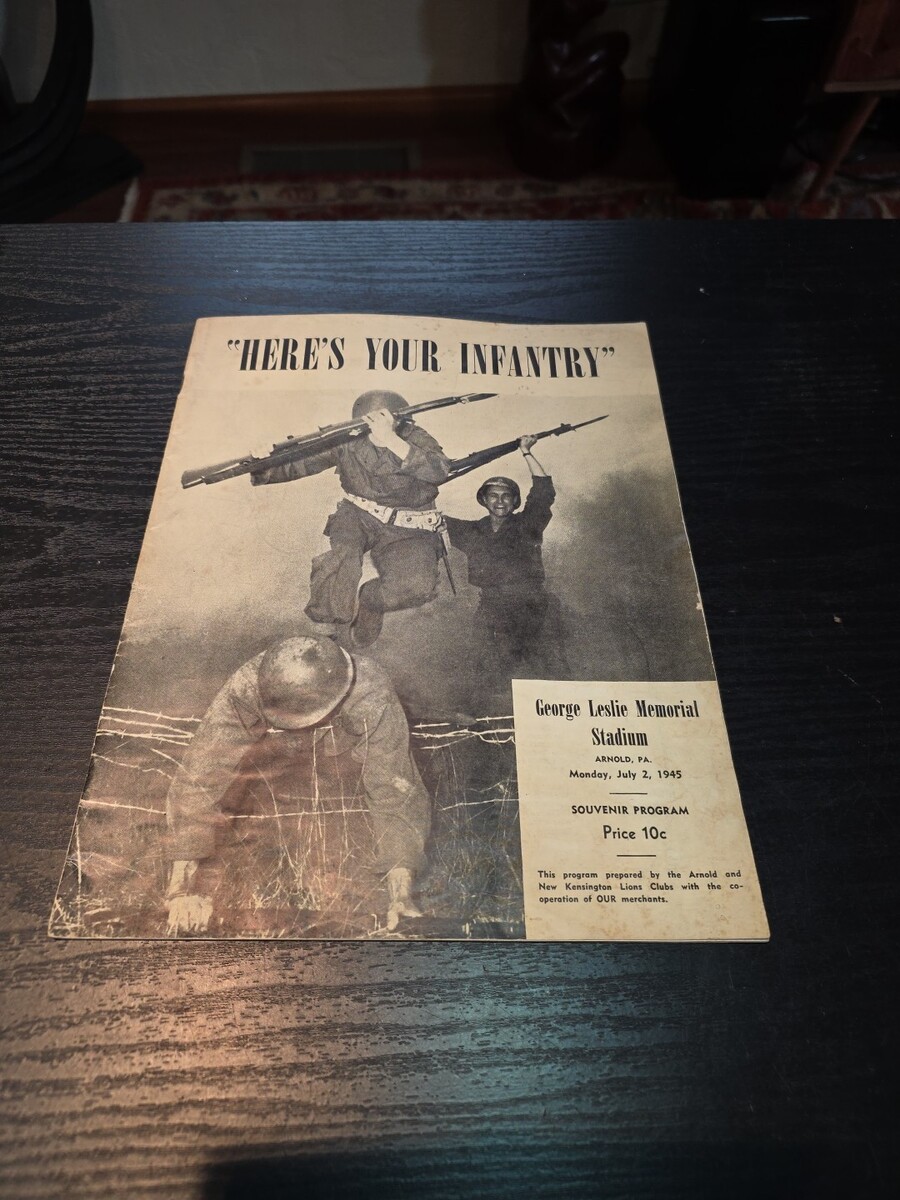 “HERE'S YOUR INFANTRY”
George Leslie Memorial
Stadium
ARNOLD, PA.
Monday, July 2, 1945
SOUVENIR PROGRAM
Price 10c
This program prepared by the Arnold and
New Kensington Lions Clubs with the co-
operation of OUR merchants.